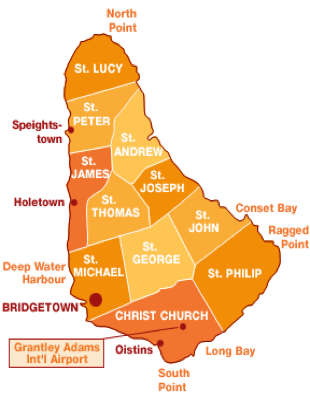 North
Point
St. LUCY
St.
PETER
Speights-
town
St.
ANDREW
St.
JAMES
St.
JOSEPH
Holetown
St.
THOMAS
Conset Bay
St.
JOHN
Ragged
Point
St.
GEORGE
Deep Water
Harbour
St.
MICHAEL
St. PHILIP
BRIDGETOWN
CHRIST CHURCH
Grantley Adams
Int'l Airport
Oistins
Long Bay
South
Point